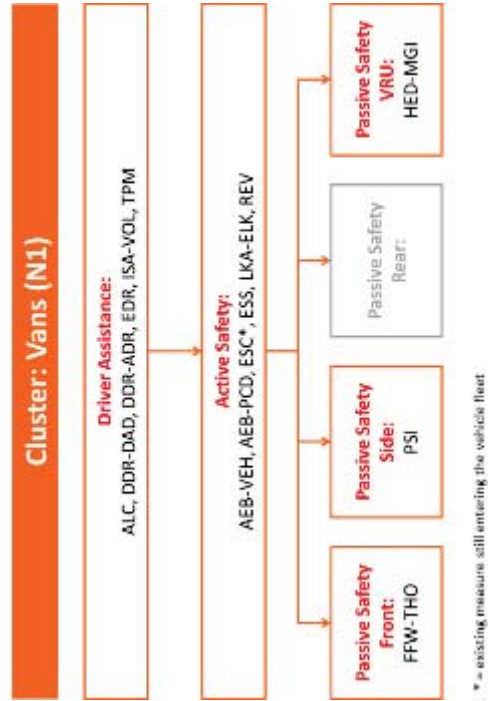 Cluster: Vans (N1)
Driver Assistance:
ALC, DDR-DAD, DDR-ADR, EDR, ISA-VOL, TPM
Active Safety:
AEB-VEH, AEB-PCD, ESC*, ESS, LKA-ELK, REV
Passive Safety
Front:
FFW-THO
Passive Safety
Side:
PSI
Passive Safety
Rear:
Passive Safety
VRU:
HED-MGI
* = existing measure still entering the vehicle fleet